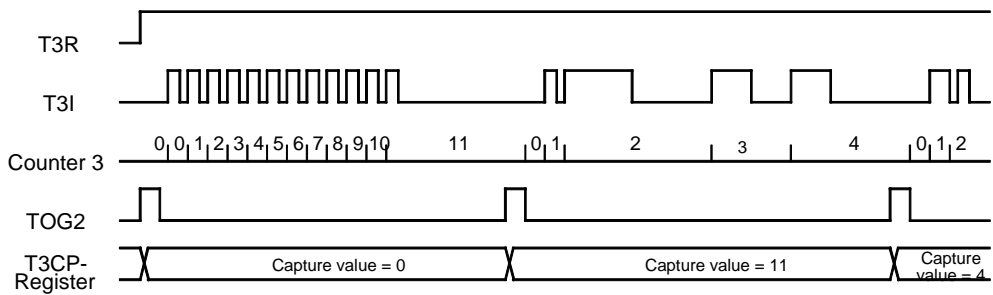 T3R
T3I
Counter 3
0 0 1 2 3 4 5 6 7 8 9 10 11 0 1 2 3 4 0 1 2
TOG2
T3CP-
Register
Capture value = 0
Capture value = 11
Capture
value = 4